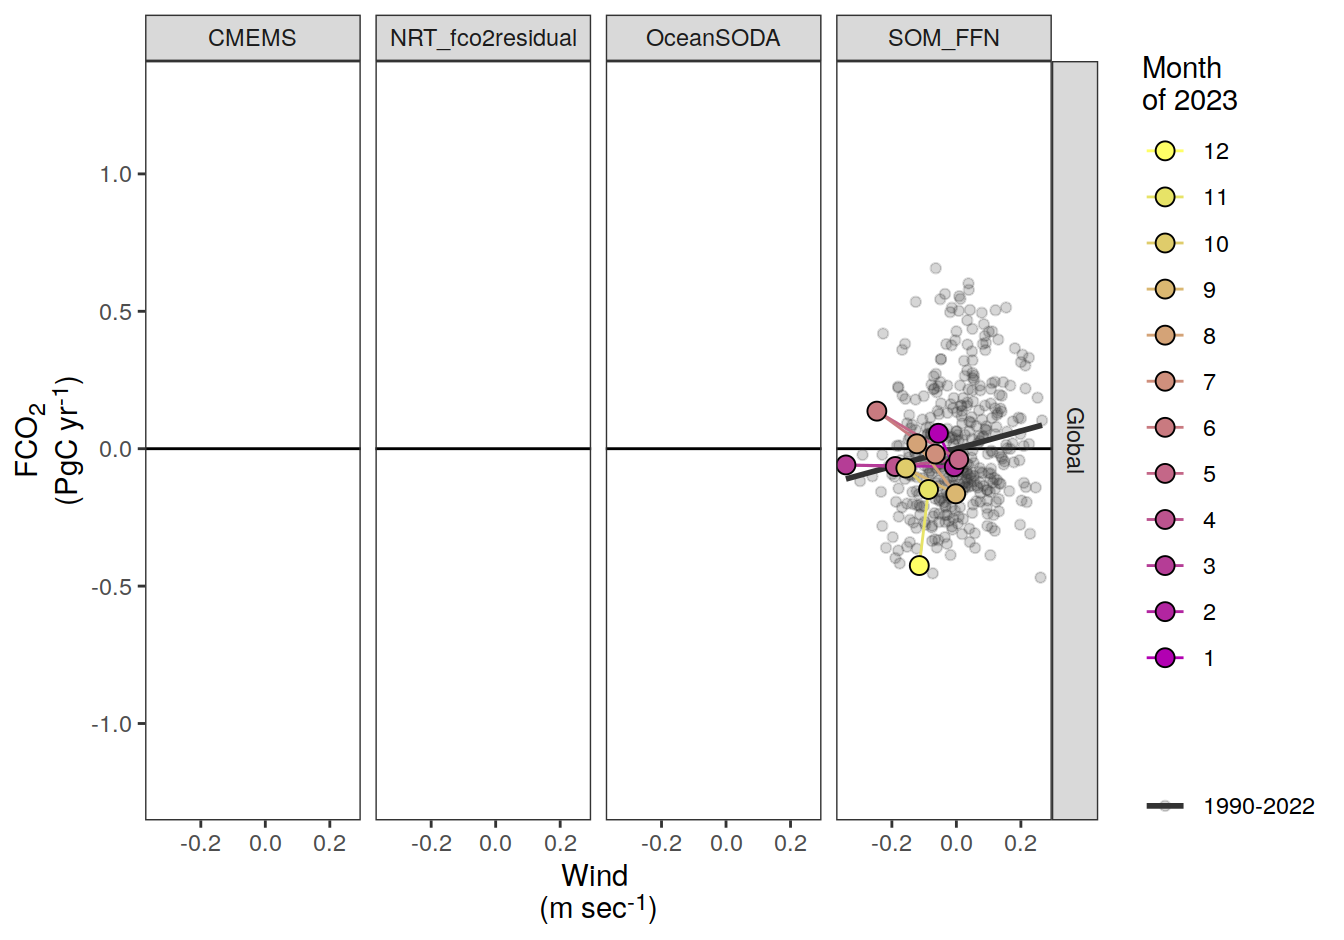 CMEMS
NRT_fco2residual
OceanSODA
SOM_FFN
Global
FCO2
(PgC yr-1)
1.0
0.5
0.0
-0.5
-1.0
-0.2 0.0 0.2
-0.2 0.0 0.2
-0.2 0.0 0.2
-0.2 0.0 0.2
Wind
(m sec-1)
Month
of 2023
12
11
10
9
8
7
6
5
4
3
2
1
1990-2022